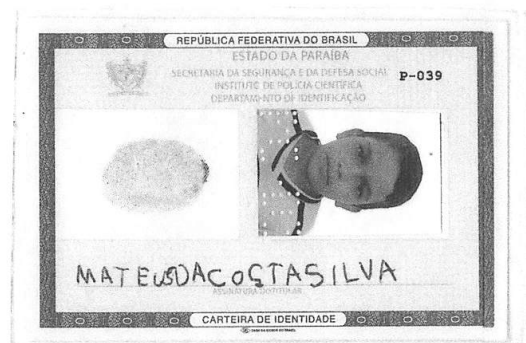 REPÚBLICA FEDERATIVA DO BRASIL
ESTADO DA PARAÍBA
SECRETARIA DA SEGURANÇA E DA DEFESA SOCIAL
P-039
INSTITUTO DE POLÍCIA CIENTÍFICA
DEPARTAMENTO DE IDENTIFICAÇÃO
MATEUSDACOSTASILVA
ASSINATURA DO TITULAR
CARTEIRA DE IDENTIDADE